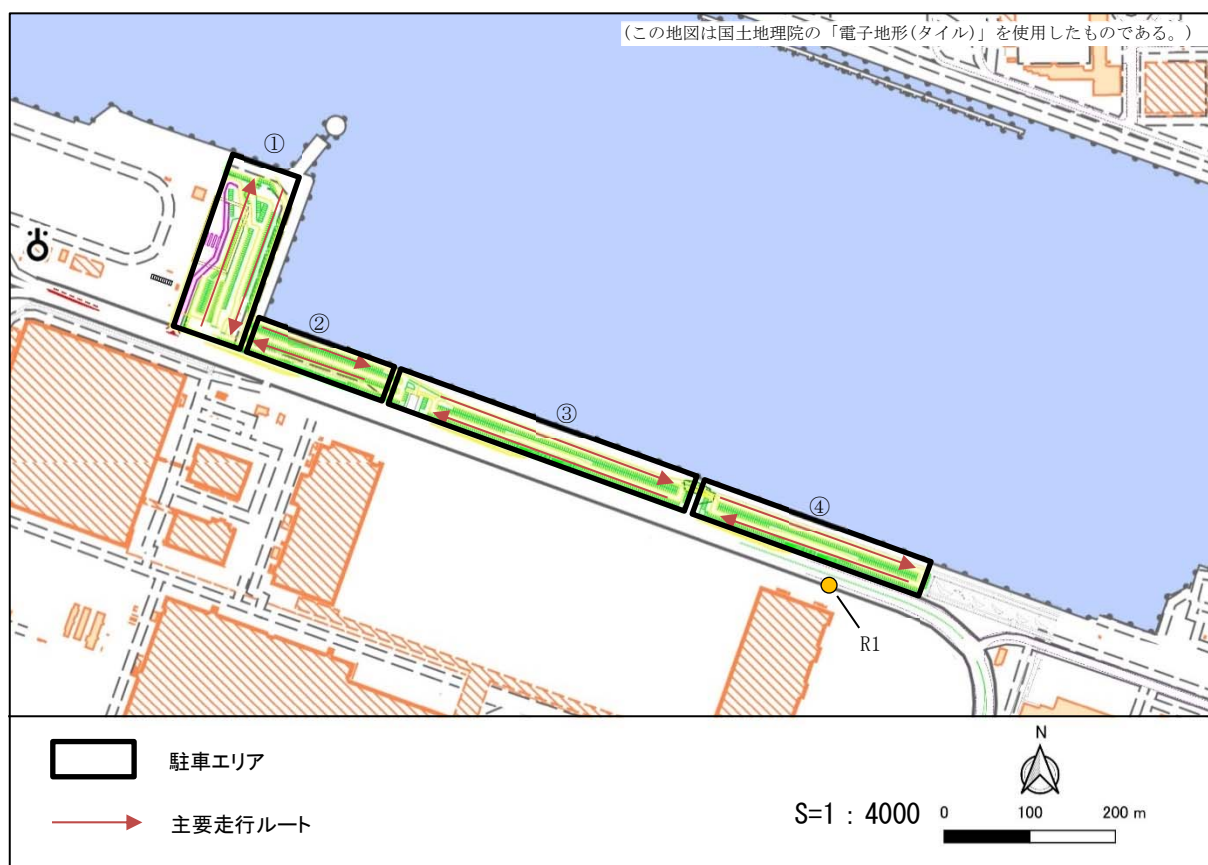 (この地図は国土地理院の「電子地形(タイル)」を使用したものである。)
①
②
③
④
R1
駐車エリア
主要走行ルート
N
S=1 : 4000
0 100 200 m